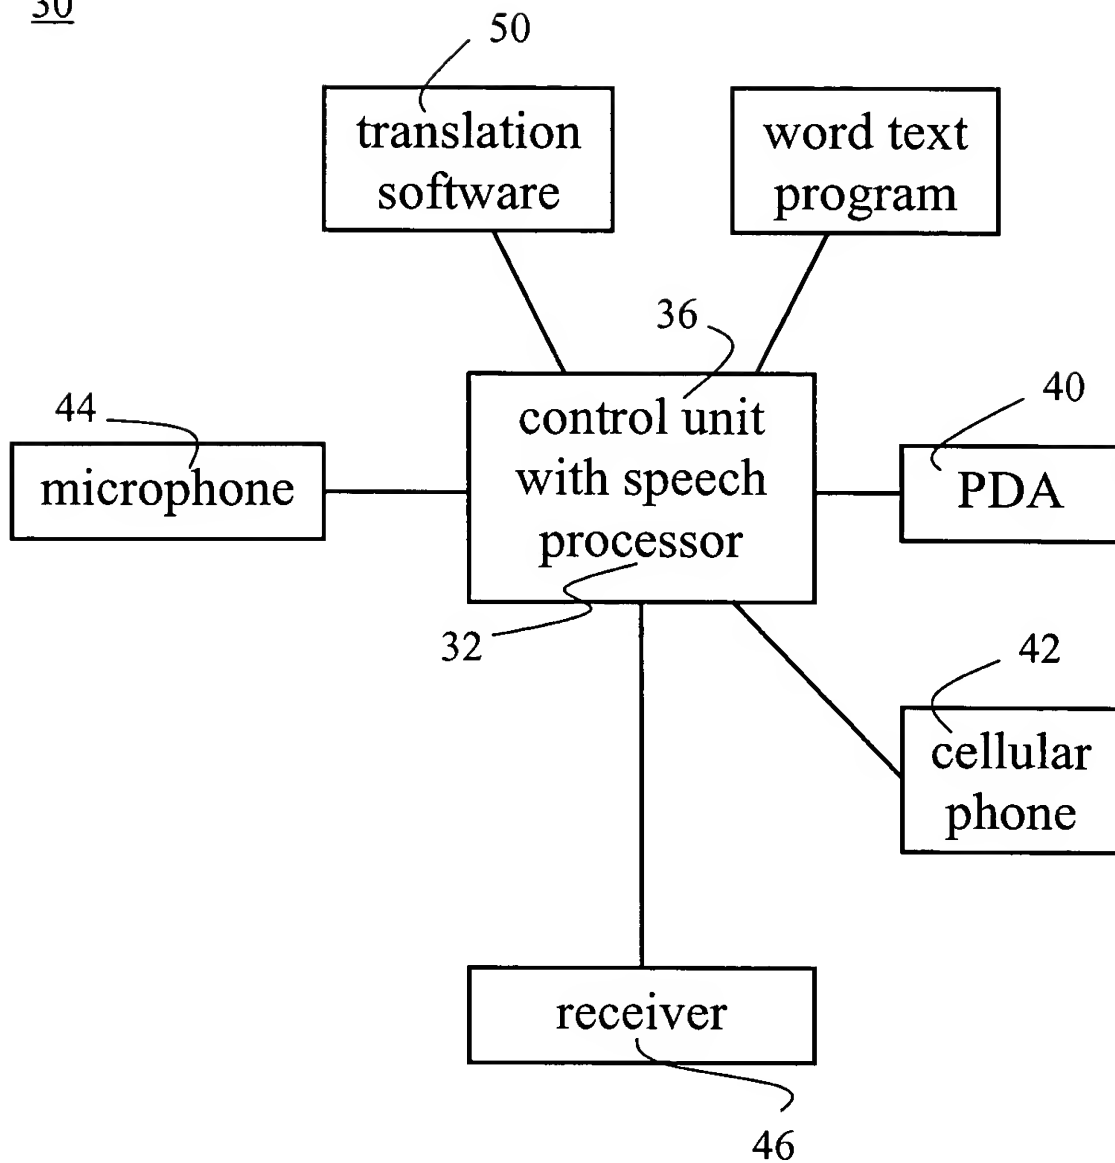 30
50
translation
software
word text
program
36
control unit
with speech
processor
32
44
microphone
40
PDA
42
cellular
phone
receiver
46